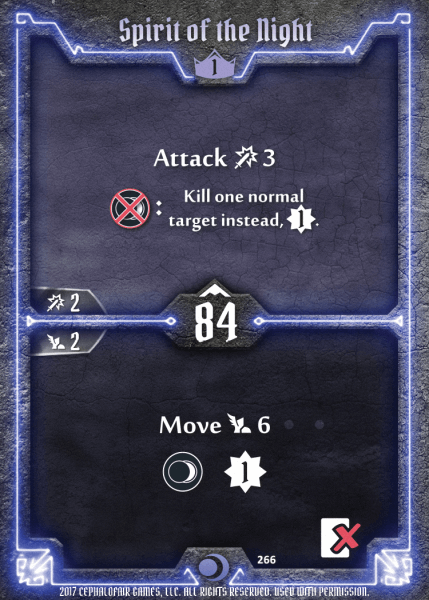 Spirit of the Night
1
Attack 3
: Kill one normal
target instead, 1.
2
84
2
Move 6
1
266
2017 CEPHALOFAIR GAMES, LLC. ALL RIGHTS RESERVED. USED WITH PERMISSION.